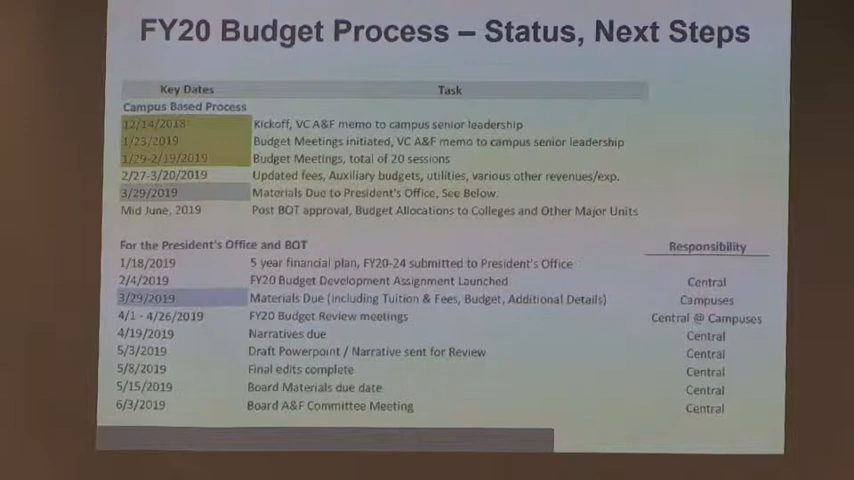 FY20 Budget Process – Status, Next Steps
Key Dates Task
Campus Based Process
12/14/2018 Kickoff, VC A&F memo to campus senior leadership
1/23/2019 Budget Meetings initiated, VC A&F memo to campus senior leadership
1/29-2/19/2019 Budget Meetings, total of 20 sessions
2/27-3/20/2019 Updated fees, Auxiliary budgets, utilities, various other revenues/exp.
3/29/2019 Materials Due to President's Office, See Below.
Mid June, 2019 Post BOT approval, Budget Allocations to Colleges and Other Major Units
For the President's Office and BOT Responsibility
1/18/2019 5 year financial plan, FY20-24 submitted to President's Office
2/4/2019 FY20 Budget Development Assignment Launched Central
3/29/2019 Materials Due (including Tuition & Fees, Budget, Additional Details) Campuses
4/1 - 4/26/2019 FY20 Budget Review meetings Central @ Campuses
4/19/2019 Narratives due Central
5/3/2019 Draft Powerpoint / Narrative sent for Review Central
5/8/2019 Final edits complete Central
5/15/2019 Board Materials due date Central
6/3/2019 Board A&F Committee Meeting Central